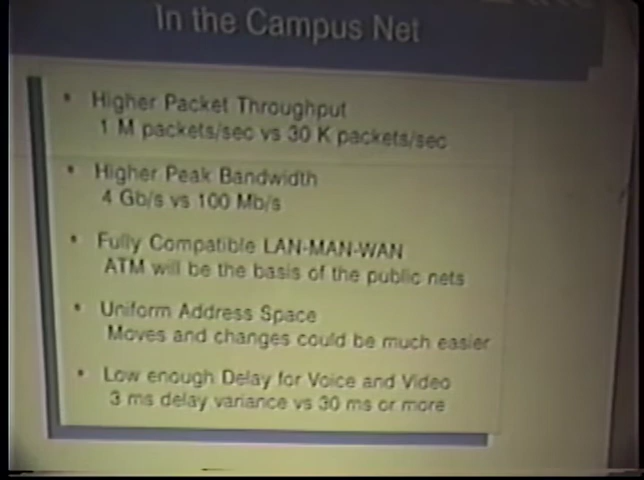 In the Campus Net
• Higher Packet Throughput
1 M packets/sec vs 30 K packets/sec
• Higher Peak Bandwidth
4 Gb/s vs 100 Mb/s
• Fully Compatible LAN-MAN-WAN
ATM will be the basis of the public nets
• Uniform Address Space
Moves and changes could be much easier
• Low enough Delay for Voice and Video
3 ms delay variance vs 30 ms or more